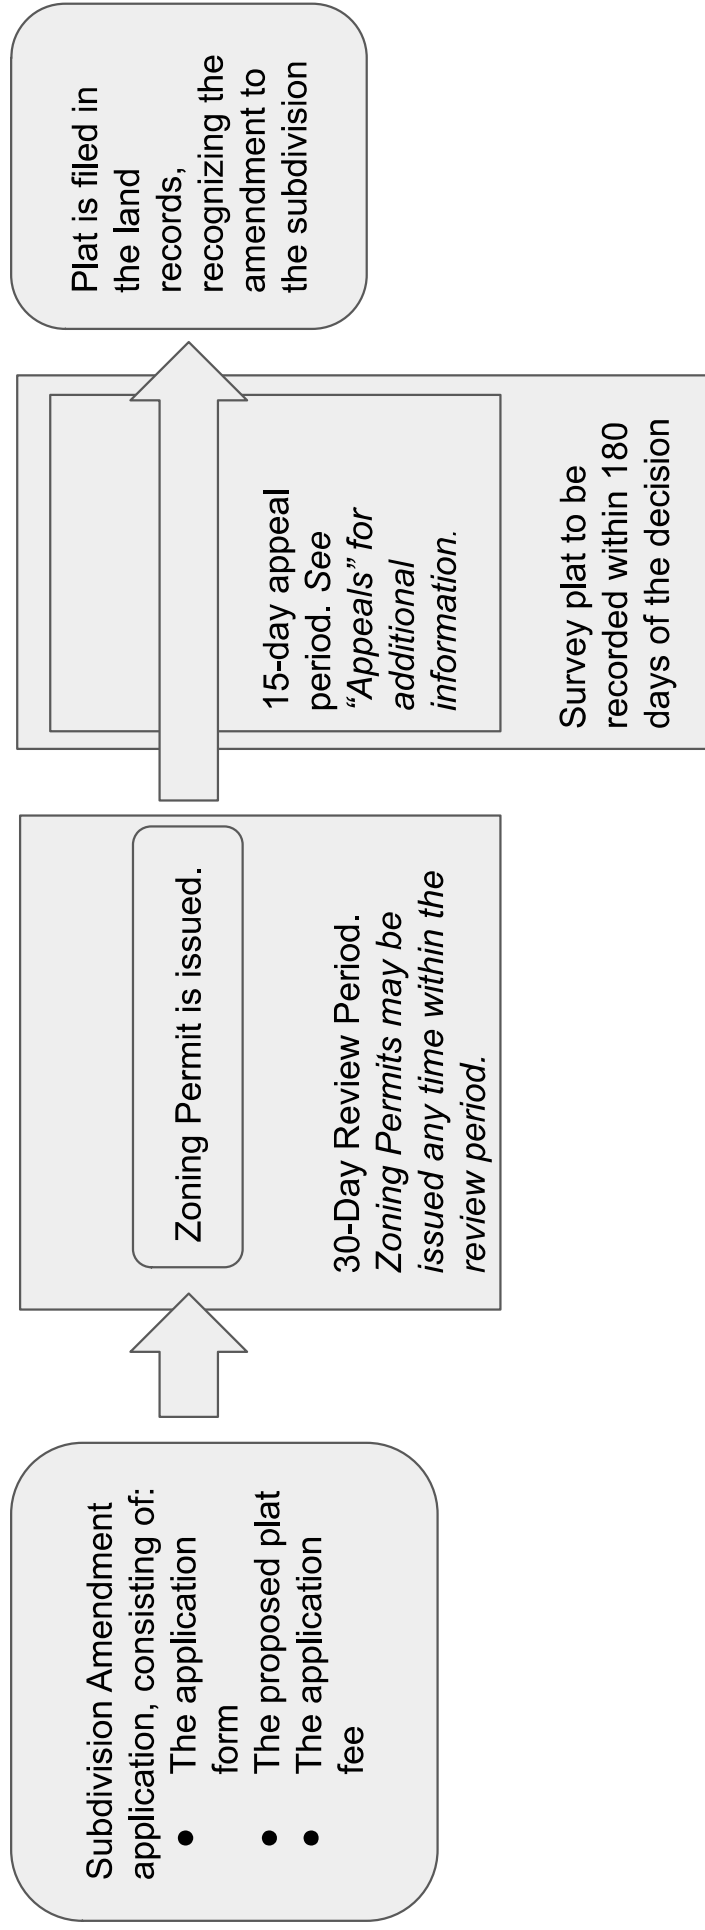 Subdivision Amendment
application, consisting of:
● The application
form
● The proposed plat
● The application
fee
Zoning Permit is issued.
30-Day Review Period.
Zoning Permits may be
issued any time within the
review period.
15-day appeal
period. See
“Appeals” for
additional
information.
Survey plat to be
recorded within 180
days of the decision
Plat is filed in
the land
records,
recognizing the
amendment to
the subdivision